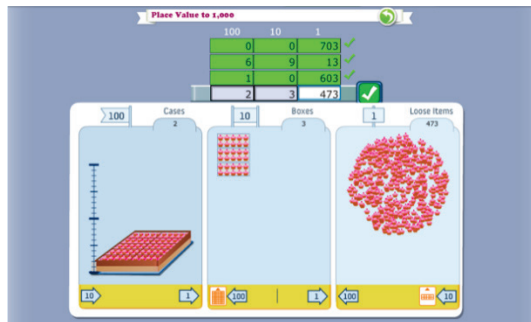 Place Value to 1,000
100 10 1
0 0 703
6 9 13
1 0 603
2 3 473
100 Cases 2
10 Boxes 3
1 Loose Items 473
10 1 100 1 100 10